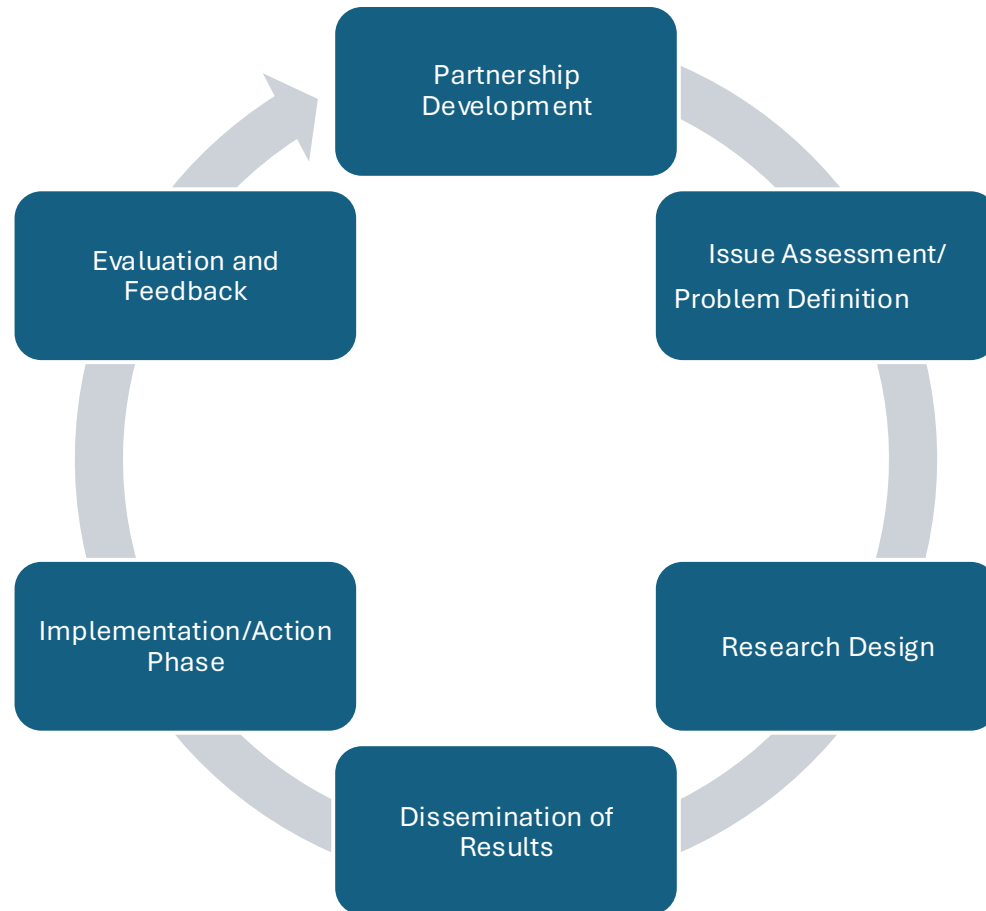 Partnership
Development
Issue Assessment/
Problem Definition
Research Design
Dissemination of
Results
Implementation/Action
Phase
Evaluation and
Feedback